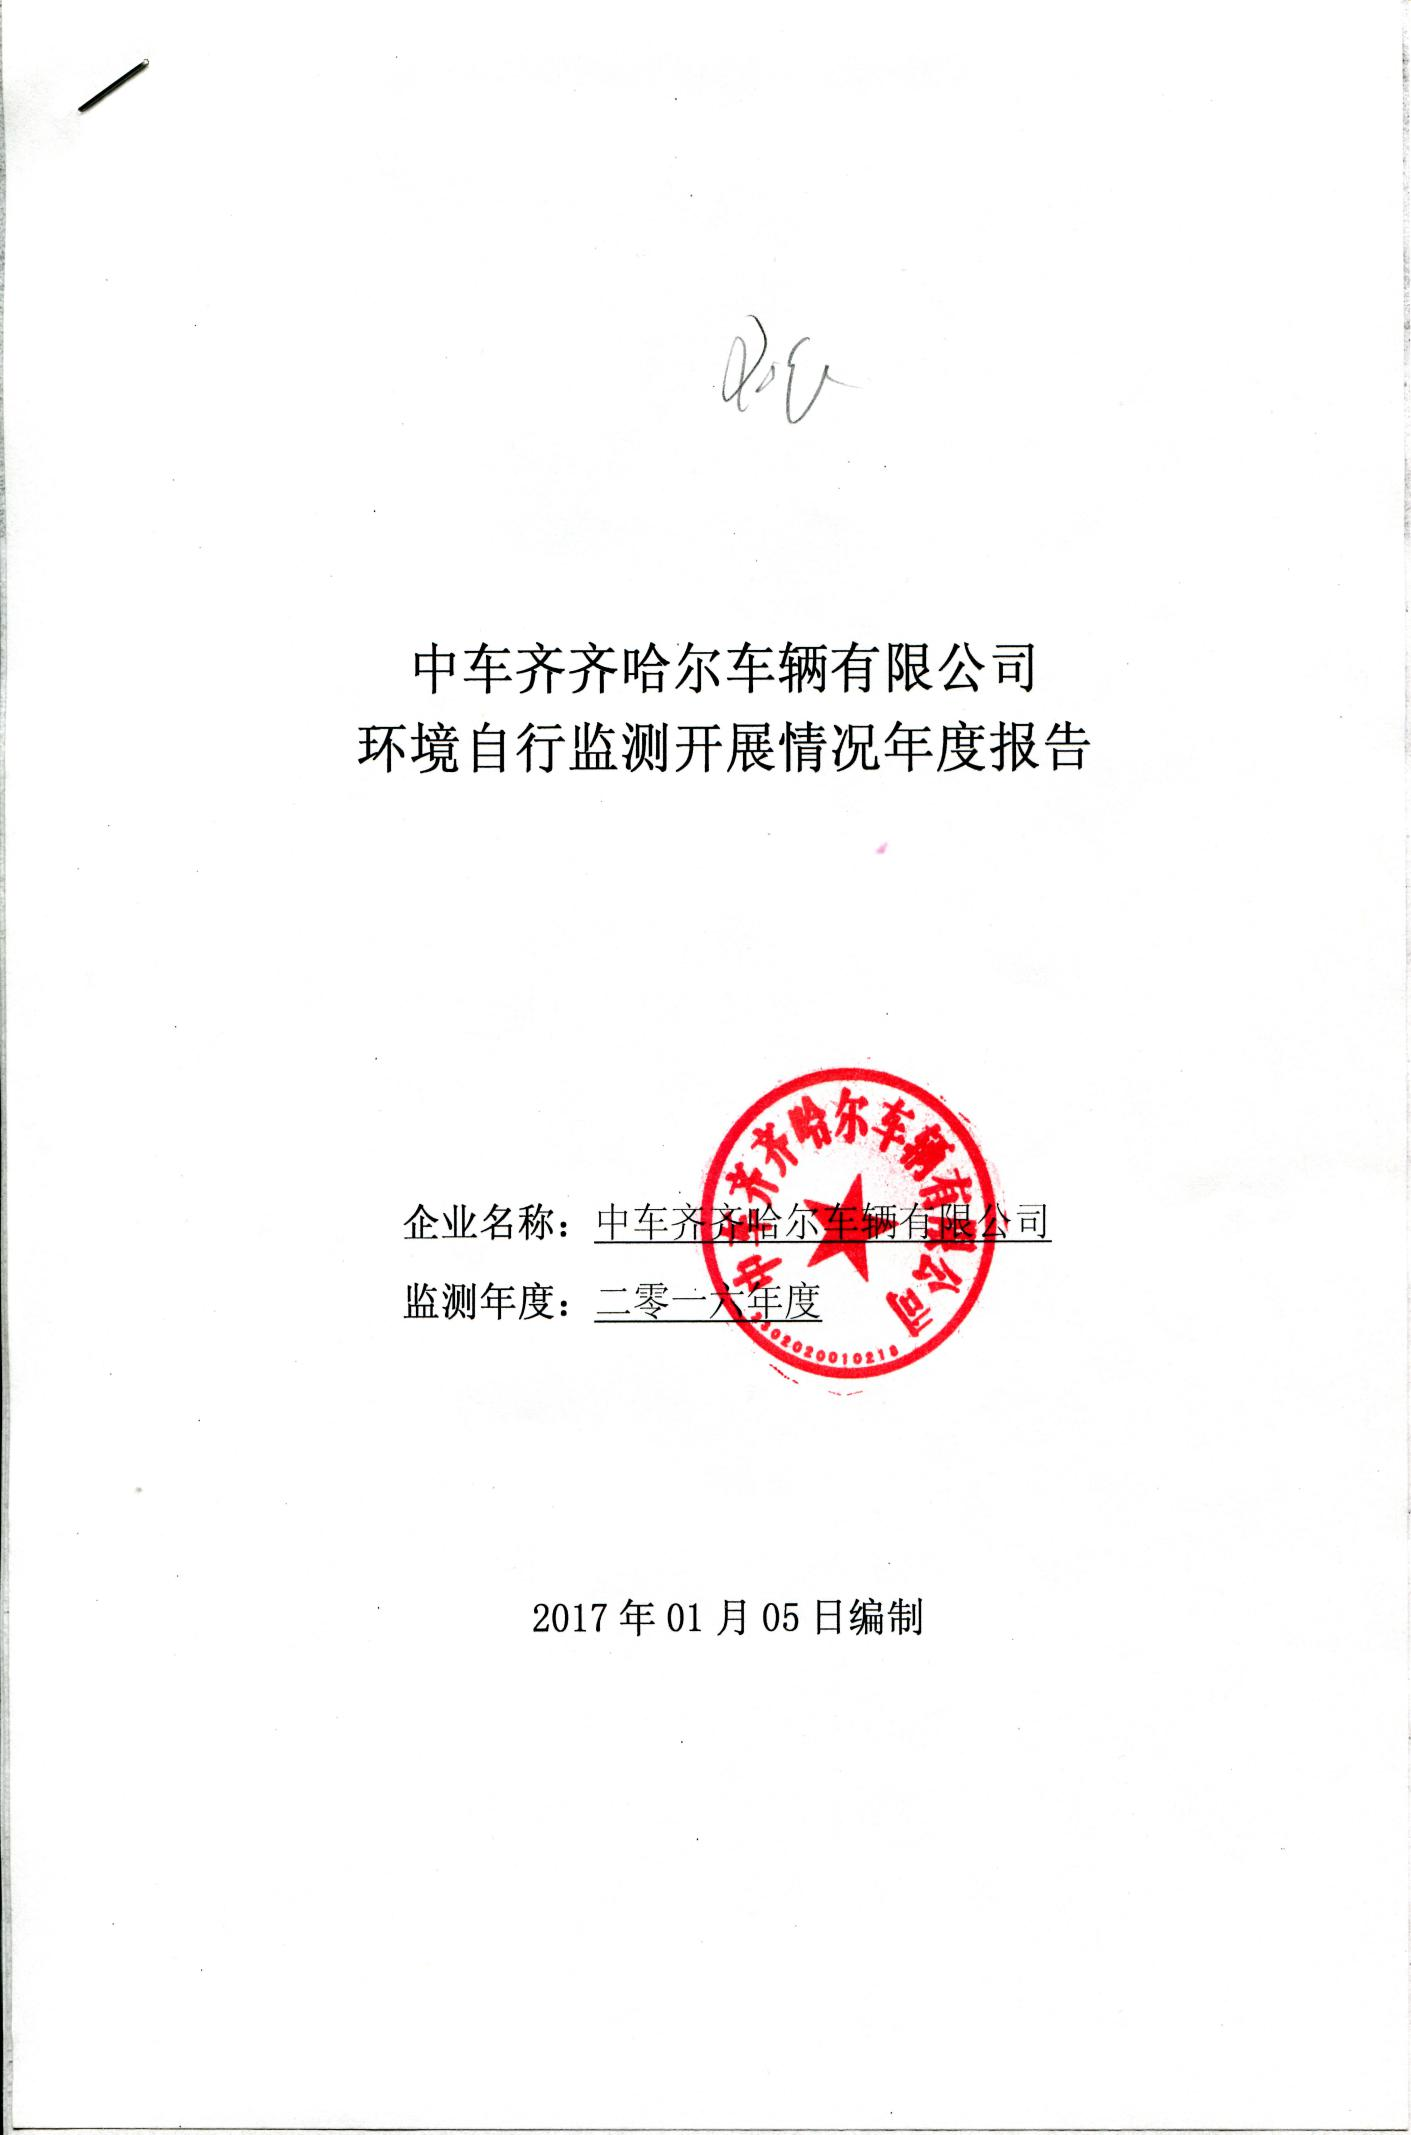 中车齐齐哈尔车辆有限公司
环境自行监测开展情况年度报告
企业名称：中车齐齐哈尔车辆有限公司
监测年度：二零一六年度
中车齐齐哈尔车辆有限公司
2302020010218
2017年01月05日编制